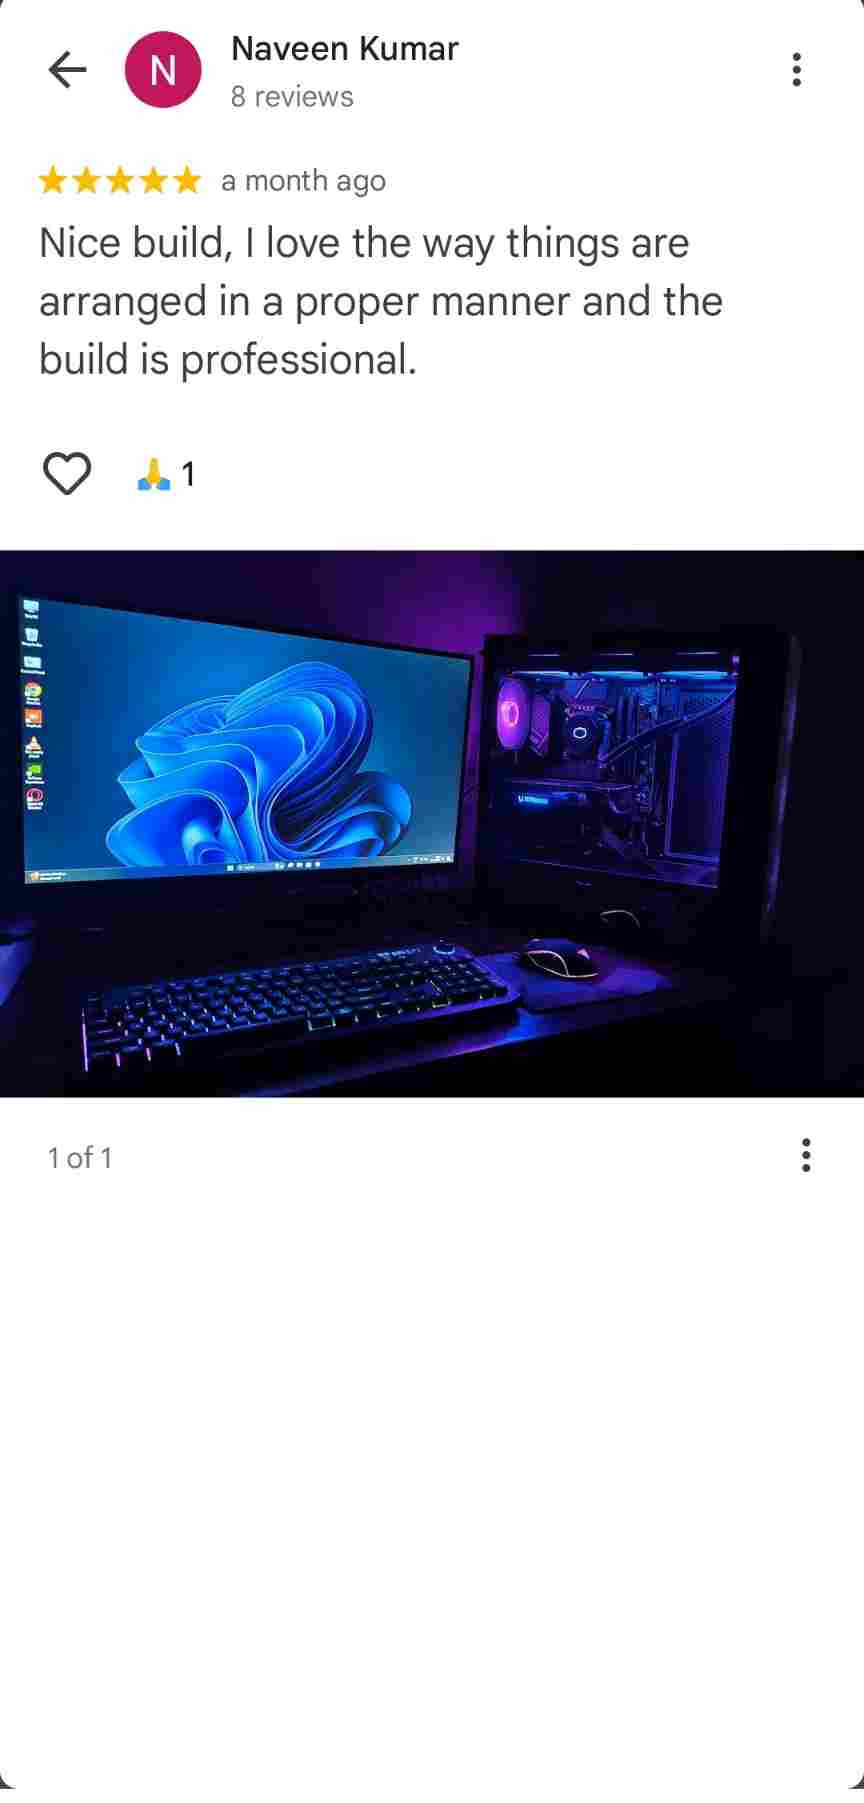 N
Naveen Kumar
8 reviews
a month ago
Nice build, I love the way things are
arranged in a proper manner and the
build is professional.
1
1 of 1